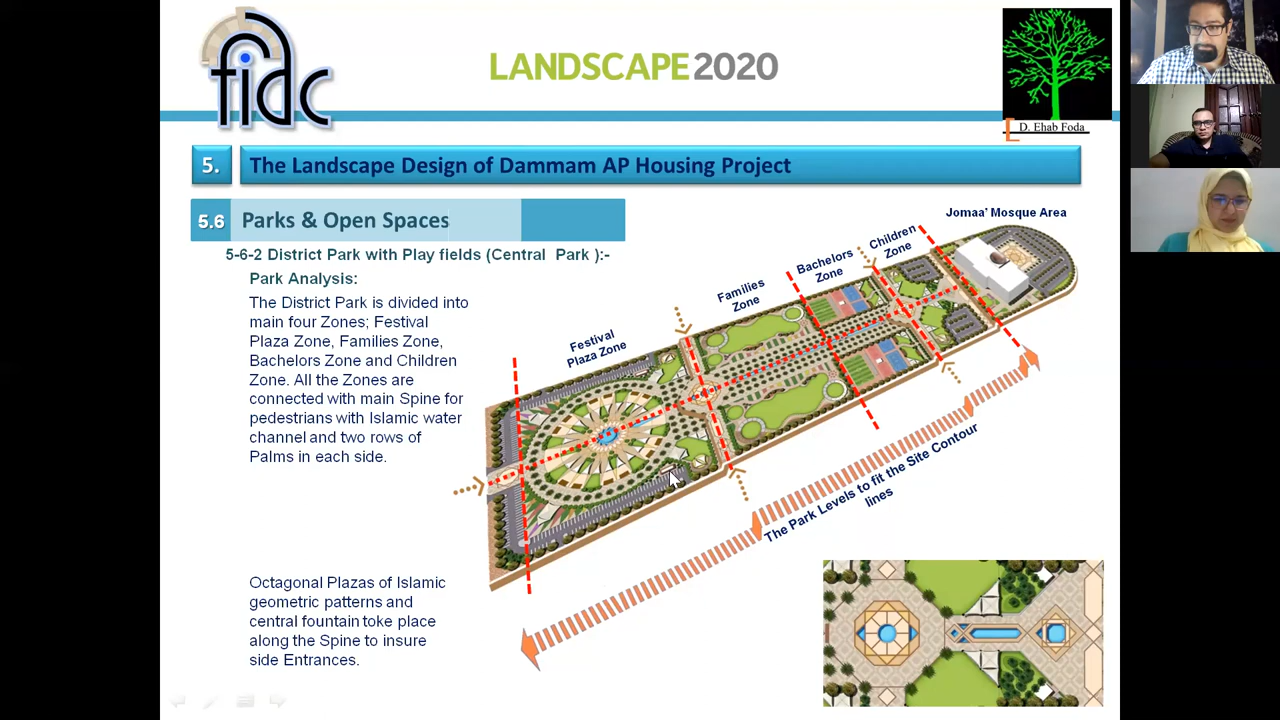 fidc
LANDSCAPE2020
D. Ehab Foda
5.
The Landscape Design of Dammam AP Housing Project
5.6
Parks & Open Spaces
5-6-2 District Park with Play fields (Central Park ):-
Park Analysis:
The District Park is divided into
main four Zones; Festival
Plaza Zone, Families Zone,
Bachelors Zone and Children
Zone. All the Zones are
connected with main Spine for
pedestrians with Islamic water
channel and two rows of
Palms in each side.
Octagonal Plazas of Islamic
geometric patterns and
central fountain toke place
along the Spine to insure
side Entrances.
Festival
Plaza Zone
Families
Zone
Bachelors
Zone
Children
Zone
Jomaa' Mosque Area
The Park Levels to fit the Site Contour
lines